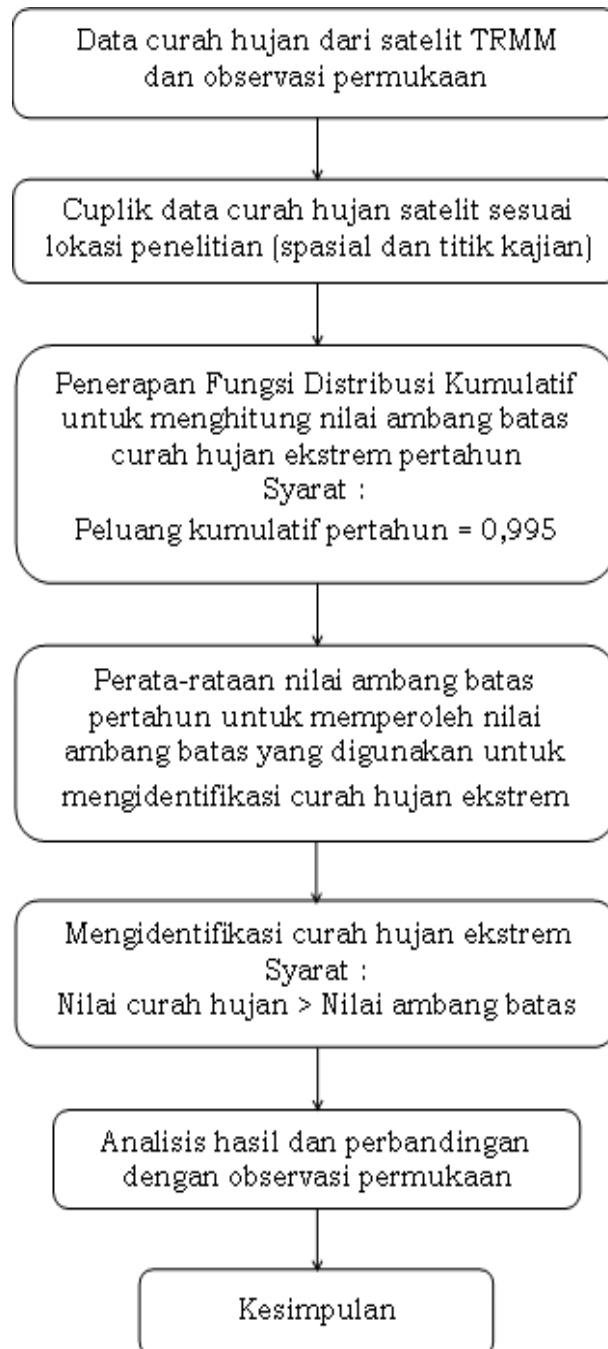 Data curah hujan dari satelit TRMM
dan observasi permukaan
Cuplik data curah hujan satelit sesuai
lokasi penelitian (spasial dan titik kajian)
Penerapan Fungsi Distribusi Kumulatif
untuk menghitung nilai ambang batas
curah hujan ekstrem pertahun
Syarat :
Peluang kumulatif pertahun = 0,995
Perata-rataan nilai ambang batas
pertahun untuk memperoleh nilai
ambang batas yang digunakan untuk
mengidentifikasi curah hujan ekstrem
Mengidentifikasi curah hujan ekstrem
Syarat :
Nilai curah hujan > Nilai ambang batas
Analisis hasil dan perbandingan
dengan observasi permukaan
Kesimpulan